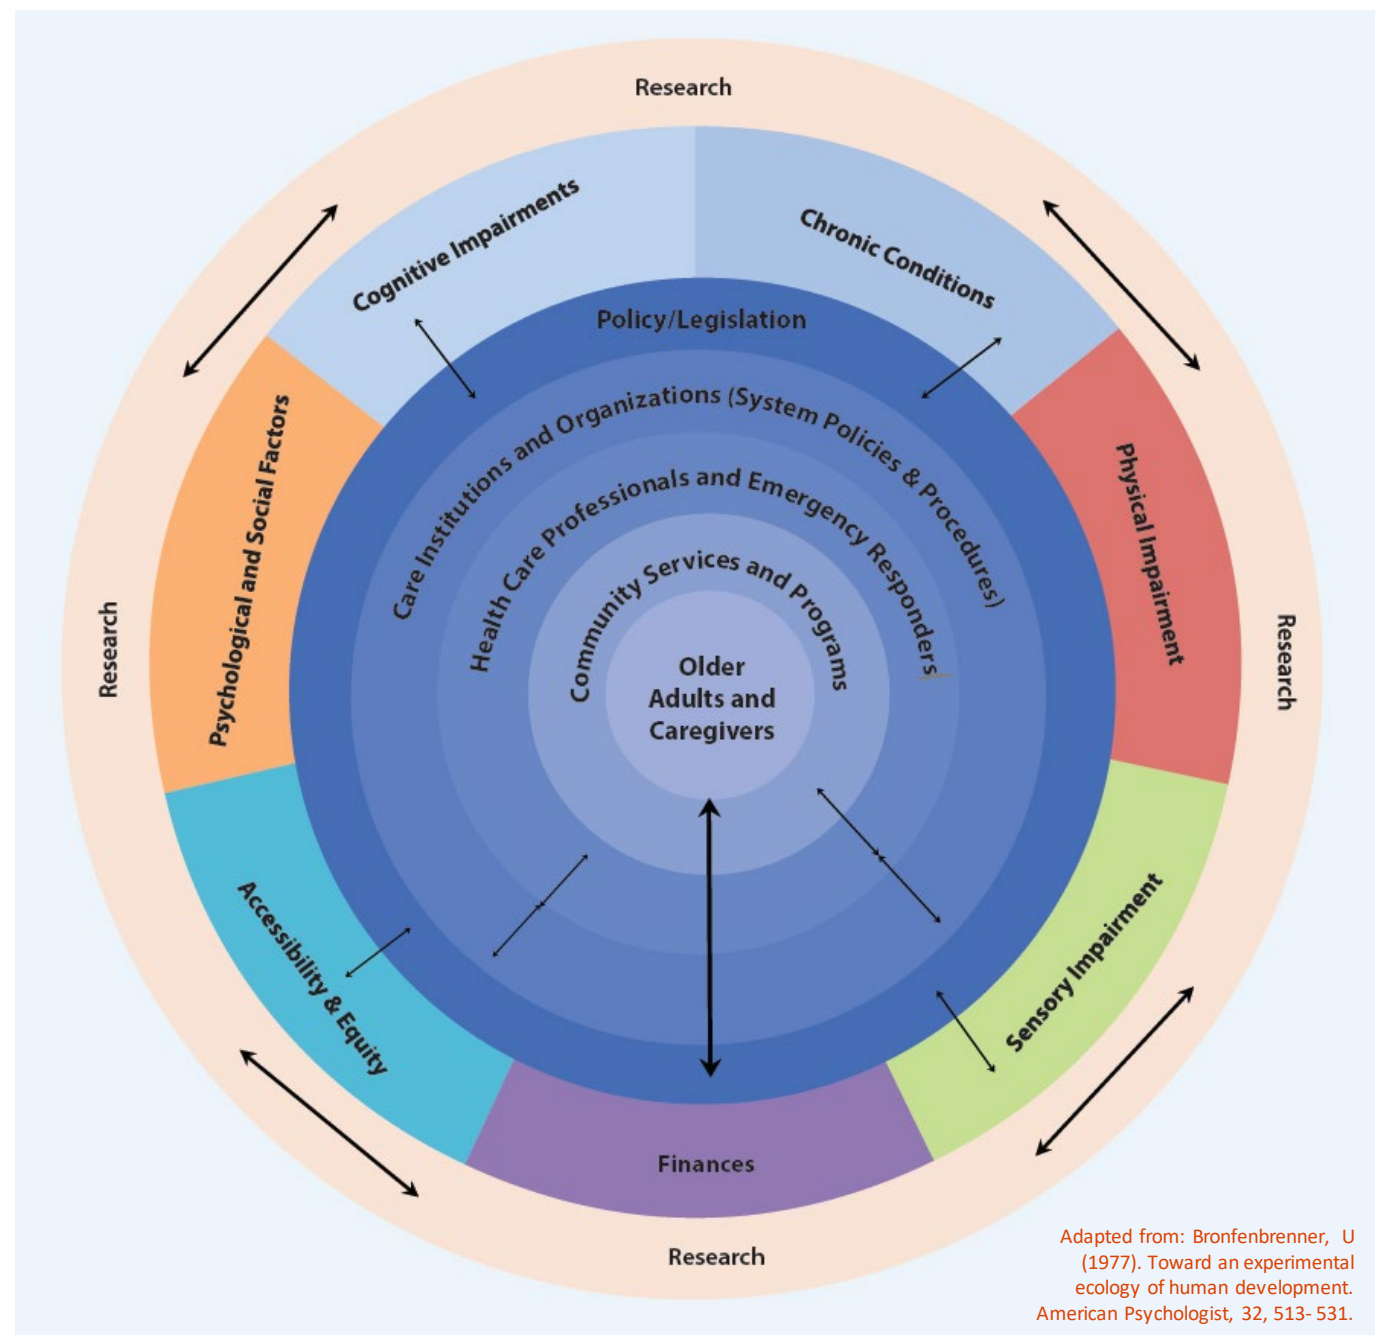 Research
Cognitive Impairments
Chronic Conditions
Policy/Legislation
Care Institutions and Organizations (System Policies & Procedures)
Health Care Professionals and Emergency Responders
Community Services and Programs
Older
Adults and
Caregivers
Psychological and Social Factors
Physical Impairment
Research
Research
Accessibility & Equity
Sensory Impairment
Finances
Research
Adapted from: Bronfenbrenner, U
(1977). Toward an experimental
ecology of human development.
American Psychologist, 32, 513-531.